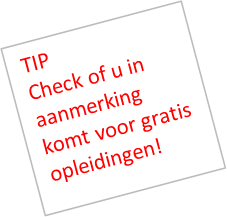 TIP
Check of u in
aanmerking
komt voor gratis
opleidingen!